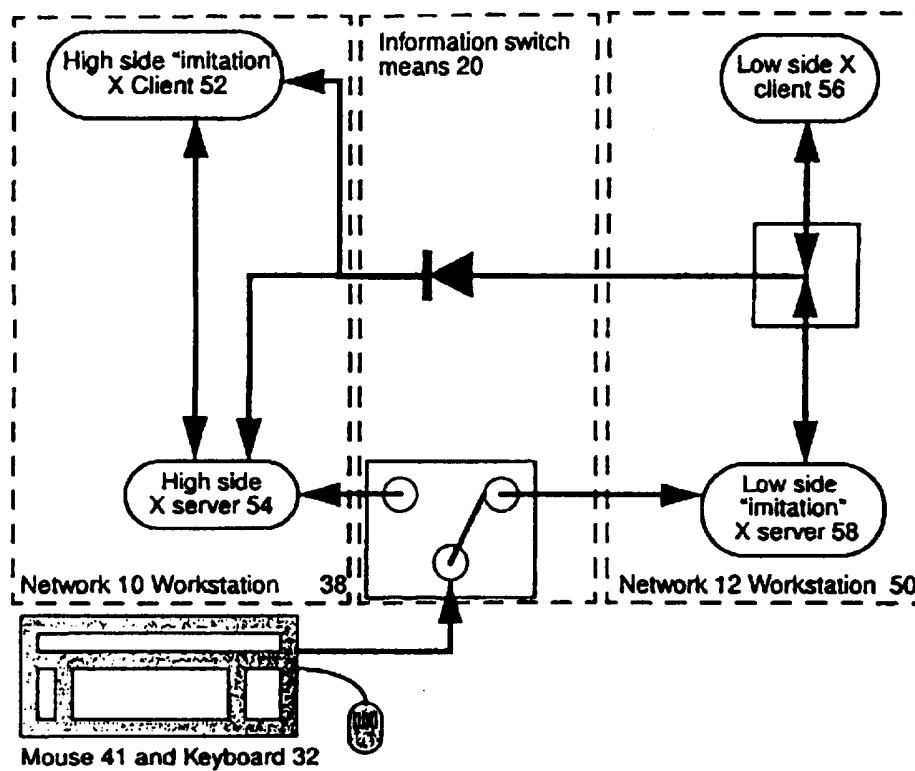 High side "imitation'
X Client 52
Information switch
means 20
Low side X
client 56
High side
X server 54
Low side
"imitation"
X server 58
Network 10 Workstation 38
Network 12 Workstation 50
Mouse 41 and Keyboard 32